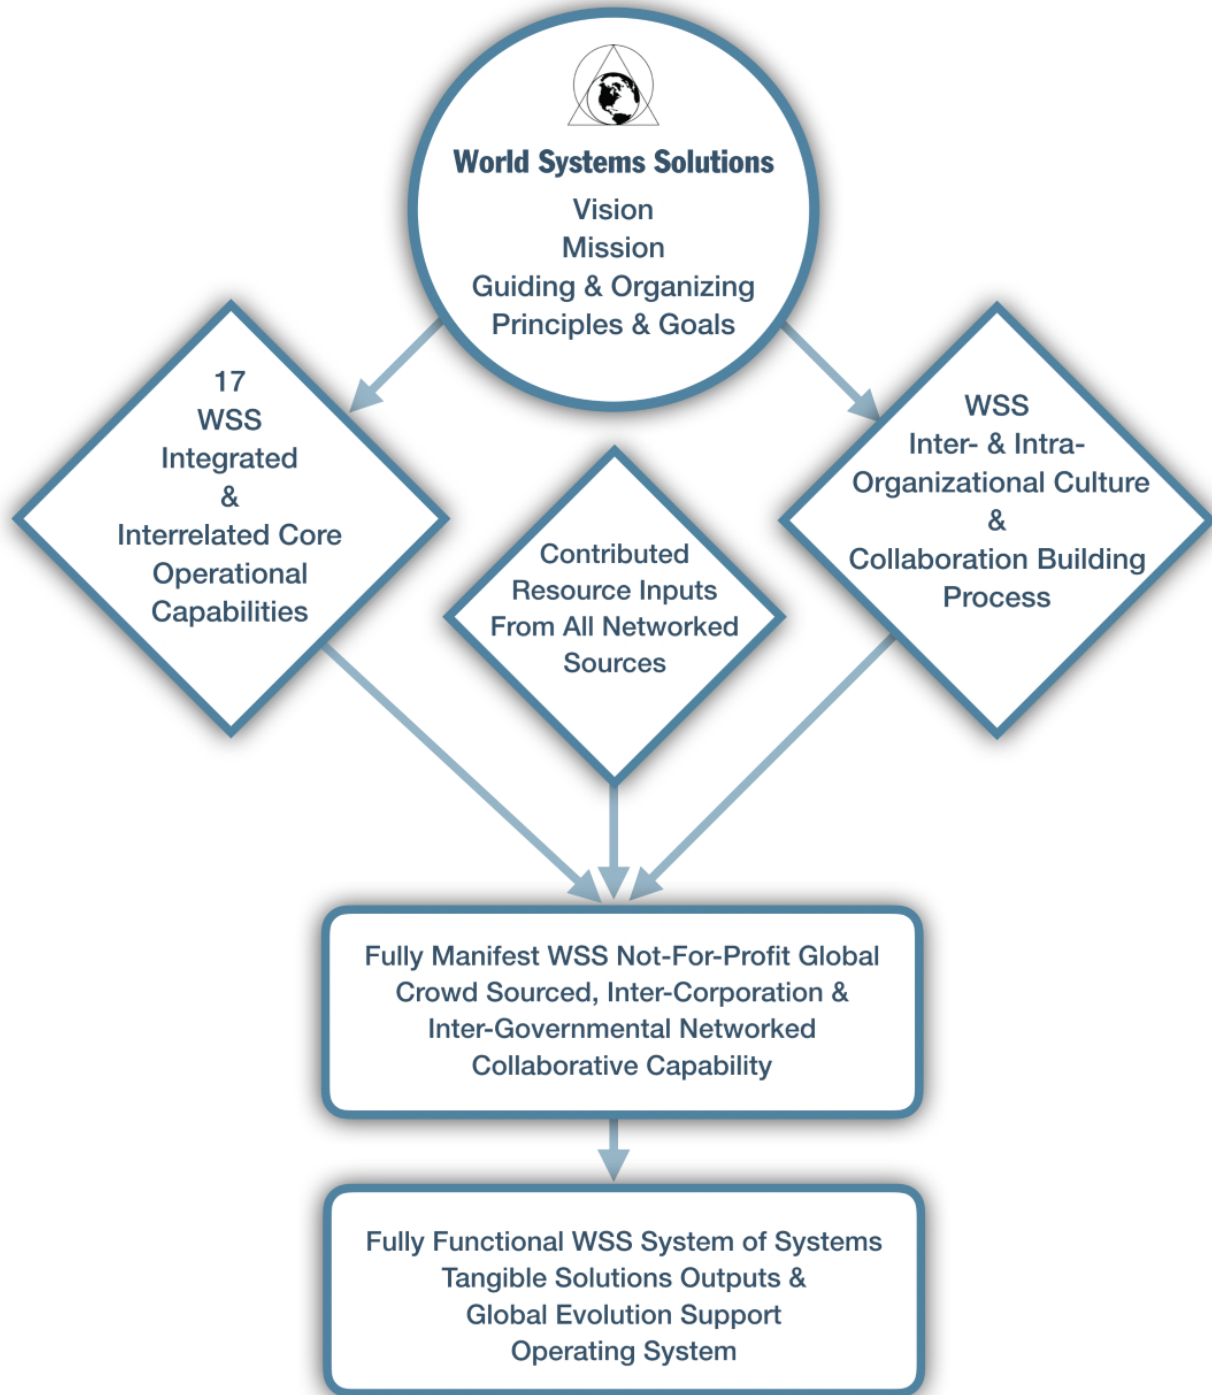 World Systems Solutions
Vision
Mission
Guiding & Organizing
Principles & Goals
17
WSS
Integrated
&
Interrelated Core
Operational
Capabilities
Contributed
Resource Inputs
From All Networked
Sources
WSS
Inter- & Intra-
Organizational Culture
&
Collaboration Building
Process
Fully Manifest WSS Not-For-Profit Global
Crowd Sourced, Inter-Corporation &
Inter-Governmental Networked
Collaborative Capability
Fully Functional WSS System of Systems
Tangible Solutions Outputs &
Global Evolution Support
Operating System